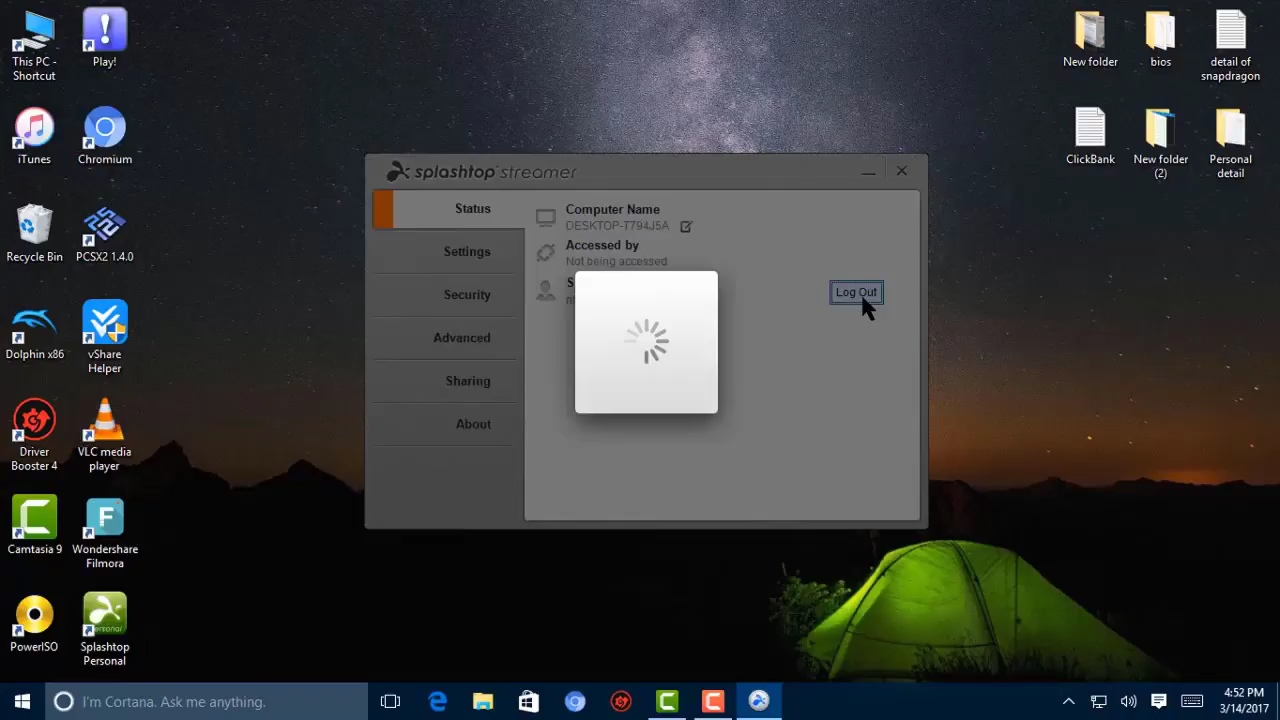 This PC -
Shortcut
Play!
iTunes
Chromium
Recycle Bin
PCSX2 1.4.0
Dolphin x86
vShare
Helper
Driver
Booster 4
VLC media
player
Camtasia 9
Wondershare
Filmora
PowerISO
Splashtop
Personal
New folder
bios
detail of
snapdragon
ClickBank
New folder
(2)
Personal
detail
splashtop streamer
Status
Settings
Security
Advanced
Sharing
About
Computer Name
DESKTOP-T794J5A
Accessed by
Not being accessed
Log Out
I'm Cortana. Ask me anything.
4:52 PM
3/14/2017